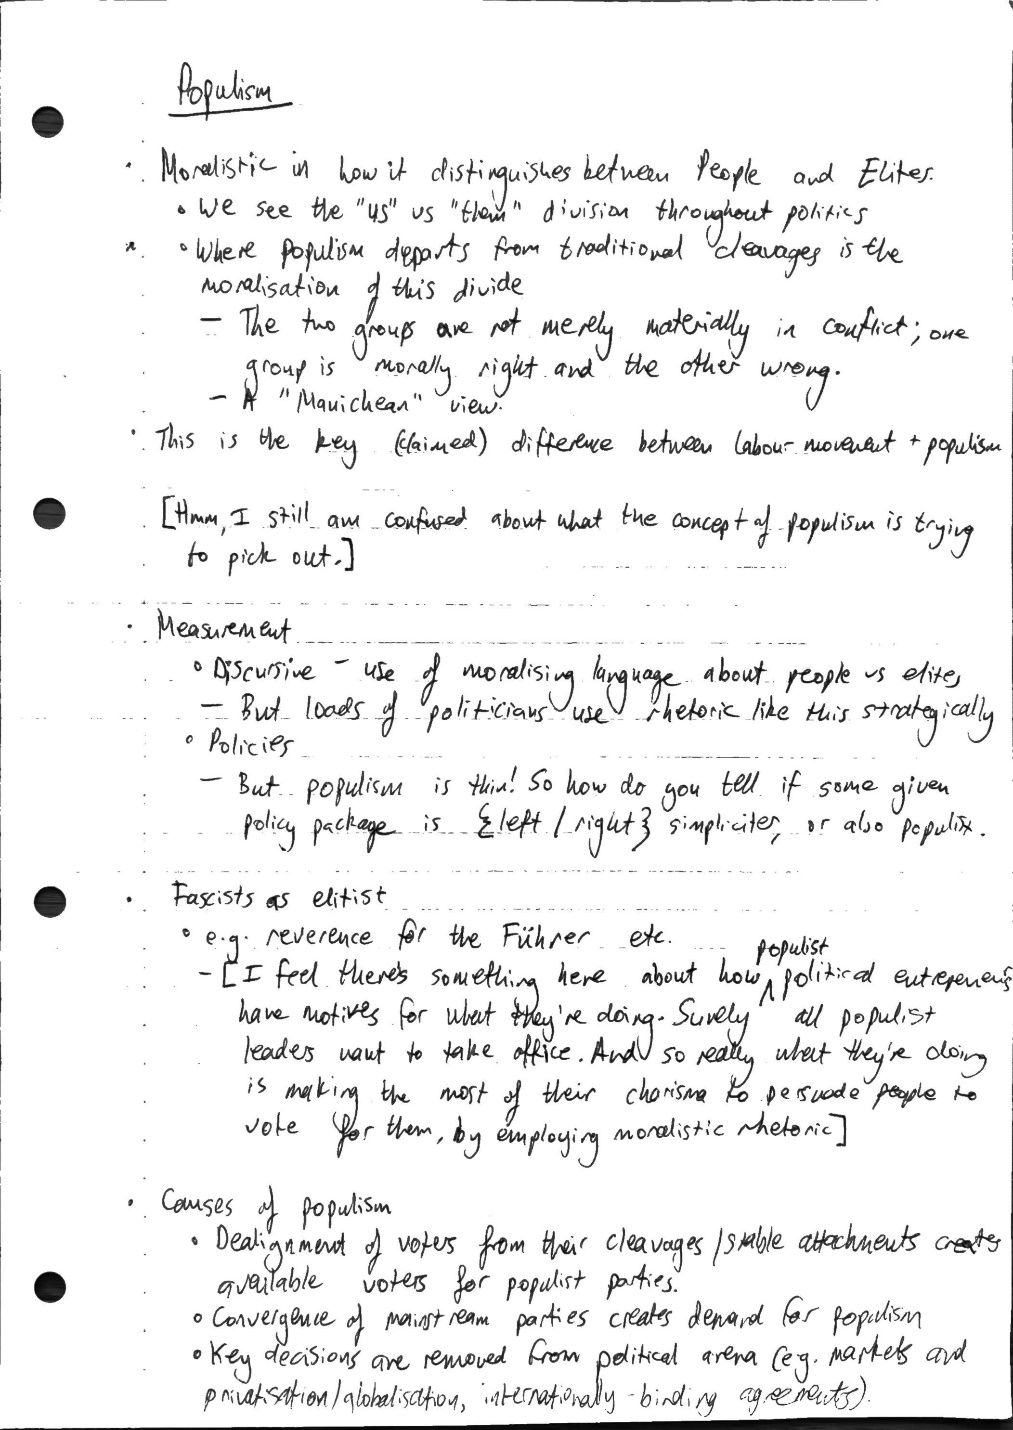 Populism
• Moralistic in how it distinguishes between People and Elites.
• We see the "us" vs "them" division throughout politics
• Where populism departs from traditional cleavages is the
moralisation of this divide
– The two groups are not merely materially in conflict; one
group is morally right and the other wrong.
– A "Manichean" view.
• This is the key (claimed) difference between labour movement + populism
[Hmm, I still am confused about what the concept of populism is trying
to pick out.]
• Measurement
• Discursive – use of moralising language about people vs elites
– But loads of politicians use rhetoric like this strategically
• Policies
– But populism is thin! So how do you tell if some given
policy package is {left / right} simpliciter, or also populist.
• Fascists as elitist
• e.g. reverence for the Führer etc.
– [I feel there's something here about how populist political entrepreneurs
have motives for what they're doing. Surely all populist
leaders want to take office. And so really what they're doing
is making the most of their charisma to persuade people to
vote for them, by employing moralistic rhetoric]
• Causes of populism
• Dealignment of voters from their cleavages / stable attachments creates
available voters for populist parties.
• Convergence of mainstream parties creates demand for populism
• Key decisions are removed from political arena (e.g. markets and
privatisation/globalisation, internationally-binding agreements).